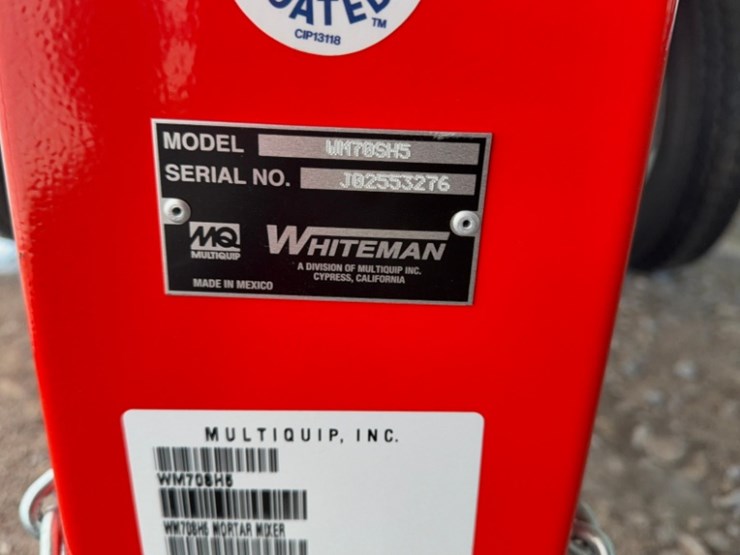 CIP13118
MODEL WM70SH5
SERIAL NO. J02553276
MQ
MULTIQUIP
WHITEMAN
A DIVISION OF MULTIQUIP INC.
CYPRESS, CALIFORNIA
MADE IN MEXICO
MULTIQUIP, INC.
WM70SH5
WM70SH5 MORTAR MIXER